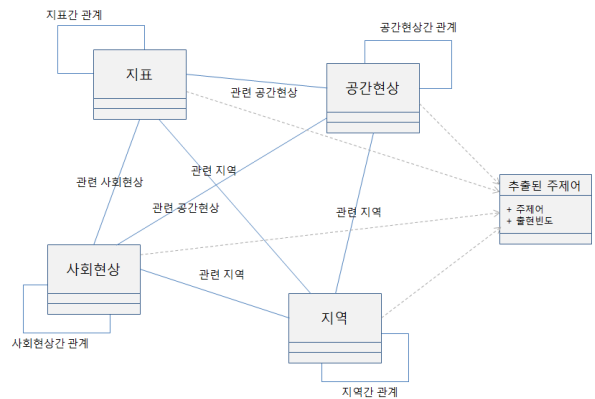 지표간 관계
공간현상간 관계
지표
공간현상
관련 공간현상
관련 지역
관련 사회현상
추출된 주제어
+ 주제어
+ 출현빈도
관련 공간현상
관련 지역
사회현상
관련 지역
지역
사회현상간 관계
지역간 관계